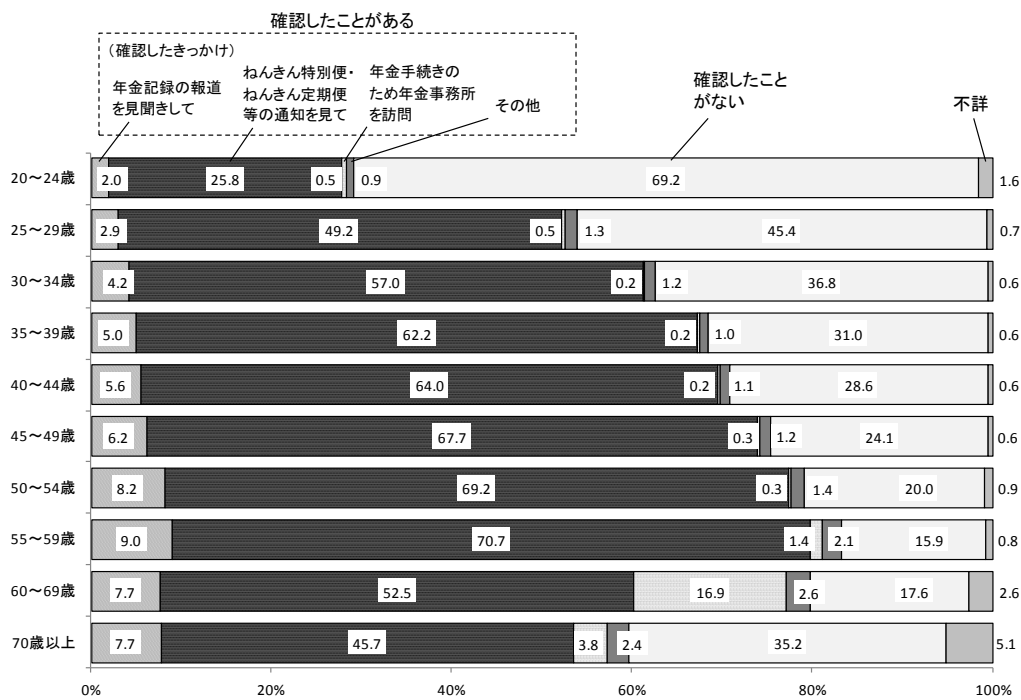 確認したことがある
(確認したきっかけ)
年金記録の報道
を見聞きして
ねんきん特別便・
ねんきん定期便
等の通知を見て
年金手続きの
ため年金事務所
を訪問
その他
確認したこと
がない
不詳
20～24歳 2.0 25.8 0.5 0.9 69.2 1.6
25～29歳 2.9 49.2 0.5 1.3 45.4 0.7
30～34歳 4.2 57.0 0.2 1.2 36.8 0.6
35～39歳 5.0 62.2 0.2 1.0 31.0 0.6
40～44歳 5.6 64.0 0.2 1.1 28.6 0.6
45～49歳 6.2 67.7 0.3 1.2 24.1 0.6
50～54歳 8.2 69.2 0.3 1.4 20.0 0.9
55～59歳 9.0 70.7 1.4 2.1 15.9 0.8
60～69歳 7.7 52.5 16.9 2.6 17.6 2.6
70歳以上 7.7 45.7 3.8 2.4 35.2 5.1
0% 20% 40% 60% 80% 100%